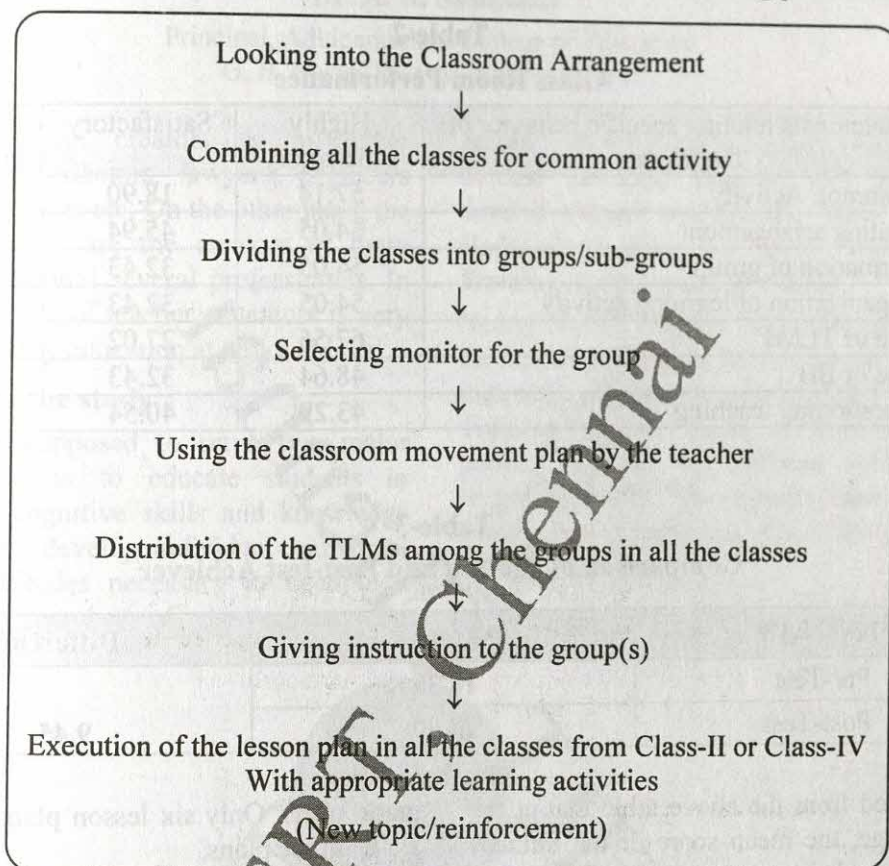 Looking into the Classroom Arrangement
↓
Combining all the classes for common activity
↓
Dividing the classes into groups/sub-groups
↓
Selecting monitor for the group
↓
Using the classroom movement plan by the teacher
↓
Distribution of the TLMs among the groups in all the classes
↓
Giving instruction to the group(s)
↓
Execution of the lesson plan in all the classes from Class-II or Class-IV
With appropriate learning activities
(New topic/reinforcement)
ERT, Chennai